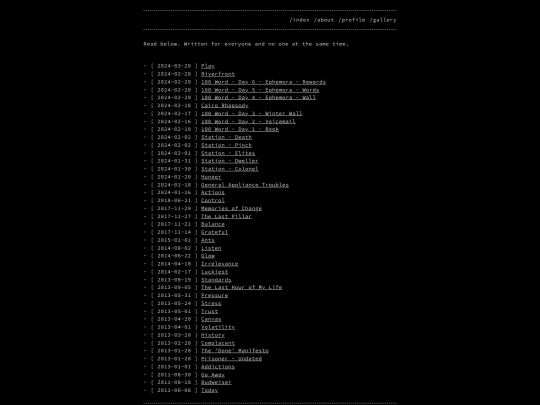 /index /about /profile /gallery
Read below. Written for everyone and no one at the same time.
- [ 2024-03-20 ] Play
- [ 2024-02-28 ] Riverfront
- [ 2024-02-20 ] 100 Word - Day 6 - Ephemora - Rewards
- [ 2024-02-20 ] 100 Word - Day 5 - Ephemora - Words
- [ 2024-02-20 ] 100 Word - Day 4 - Ephemora - Wall
- [ 2024-02-18 ] Cairo Rhapsody
- [ 2024-02-17 ] 100 Word - Day 3 - Winter Wall
- [ 2024-02-16 ] 100 Word - Day 2 - Voicemail
- [ 2024-02-10 ] 100 Word - Day 1 - Book
- [ 2024-02-02 ] Station - Death
- [ 2024-02-02 ] Station - Pinch
- [ 2024-02-01 ] Station - Elites
- [ 2024-01-31 ] Station - Dweller
- [ 2024-01-30 ] Station - Colonel
- [ 2024-01-20 ] Hunger
- [ 2024-01-18 ] General Appliance Troubles
- [ 2024-01-16 ] Actions
- [ 2018-06-21 ] Control
- [ 2017-11-29 ] Memories of Change
- [ 2017-11-27 ] The Last Pillar
- [ 2017-11-21 ] Balance
- [ 2017-11-14 ] Grateful
- [ 2015-01-01 ] Ants
- [ 2014-08-02 ] Listen
- [ 2014-06-22 ] Glow
- [ 2014-04-10 ] Irrelevance
- [ 2014-02-17 ] Luckiest
- [ 2013-09-19 ] Standards
- [ 2013-09-05 ] The Last Hour of My Life
- [ 2013-05-31 ] Pressure
- [ 2013-05-24 ] Stress
- [ 2013-05-01 ] Trust
- [ 2013-04-28 ] Canvas
- [ 2013-04-01 ] Volatility
- [ 2013-03-20 ] History
- [ 2013-02-28 ] Complacent
- [ 2013-01-20 ] The 'Done' Manifesto
- [ 2013-01-20 ] Prisoner - Undated
- [ 2013-01-01 ] Addictions
- [ 2011-08-30 ] Go Away
- [ 2011-08-16 ] Budweiser
- [ 2011-06-08 ] Today